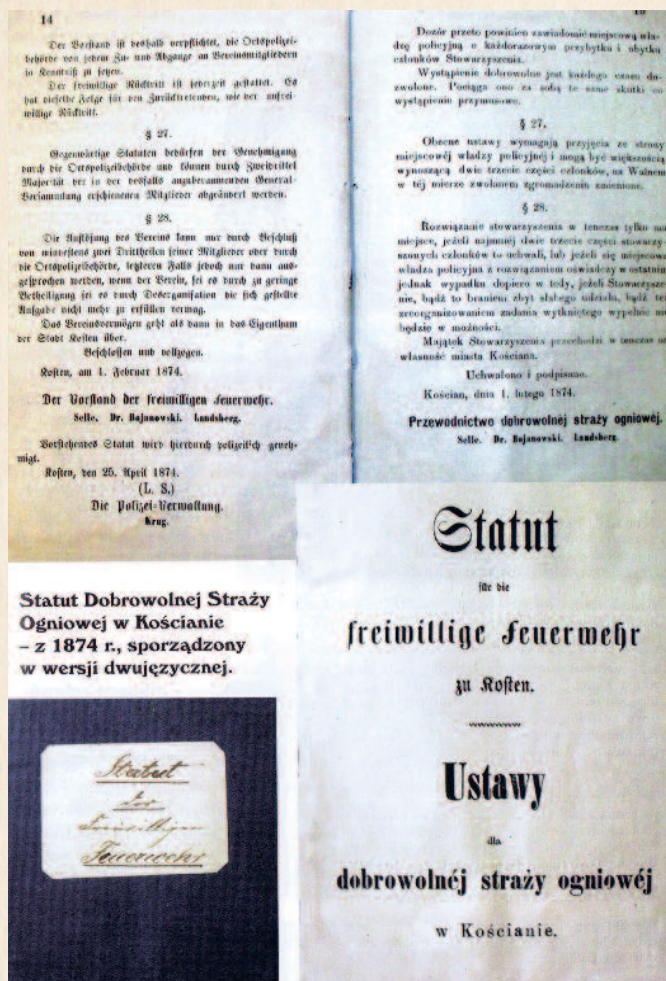 14
Der Vorstand ist deshalb verpflichtet, die Ortspolizei-
behörde von jedem Zu- und Abgange an Vereinsmitgliedern
in Kenntniß zu setzen.
Der freiwillige Rücktritt ist jederzeit gestattet. Es
hat dieselbe Folge für den Zurücktretenden, wie der unfrei-
willige Rücktritt.
§ 27.
Gegenwärtige Statuten bedürfen der Genehmigung
durch die Ortspolizeibehörde und können durch Zweidrittel
Majorität der in der desfalls anzuberaumenden General-
Versammlung erschienenen Mitglieder abgeändert werden.
§ 28.
Die Auflösung des Vereins kann nur durch Beschluß
von mindestens zwei Drittheilen seiner Mitglieder oder durch
die Ortspolizeibehörde, letzteren Falls jedoch nur dann aus-
gesprochen werden, wenn der Verein, sei es durch zu geringe
Betheiligung sei es durch Desorganisation die sich gestellte
Aufgabe nicht mehr zu erfüllen vermag.
Das Vereinsvermögen geht als dann in das Eigenthum
der Stadt Kosten über.
Beschlossen und vollzogen.
Kosten, am 1. Februar 1874.
Der Vorstand der freiwilligen Feuerwehr.
Selle. Dr. Bojanowski. Landsberg.
Vorstehendes Statut wird hierdurch polizeilich geneh-
migt.
Kosten, den 25. April 1874.
(L. S.)
Die Polizei-Verwaltung.
Krug.
15
Dozór przeto powinien zawiadomić miejscową wła-
dzę policyjną o każdorazowym przybytku i ubytku
członków Stowarzyszenia.
Wystąpienie dobrowolne jest każdego czasu do-
zwolone. Pociąga ono za sobą te same skutki co
wystąpienie przymusowe.
§ 27.
Obecne ustawy wymagają przyjęcia ze strony
miejscowéj władzy policyjnéj i mogą być większością
wynoszącą dwie trzecie części członków, na Walnem
w téj mierze zwołanem zgromadzeniu zmienione.
§ 28.
Rozwiązanie stowarzyszenia w tenczas tylko ma
miejsce, jeżeli najmniej dwie trzecie części stowarzy-
szonych członków to uchwali, lub jeżeli się miejscowa
władza policyjna z rozwiązaniem oświadczy w ostatnim
jednak wypadku dopiero w tedy, jeżeli Stowarzysze-
nie, bądź to braniem zbyt słabego udziału, bądź też
zeorganizowaniem zadania wytkniętego wypełnić nie
będzie w możności.
Majątek Stowarzyszenia przechodzi w tenczas na
własność miasta Kościana.
Uchwalono i podpisano.
Kościan, dnia 1. lutego 1874.
Przewodnictwo dobrowolnéj straży ogniowej.
Selle. Dr. Bojanowski. Landsberg.
Statut Dobrowolnej Straży
Ogniowej w Kościanie
– z 1874 r., sporządzony
w wersji dwujęzycznej.
Statut
der
Freiwilligen
Feuerwehr
Statut
für die
freiwillige Feuerwehr
zu Kosten.
Ustawy
dla
dobrowolnéj straży ogniowéj
w Kościanie.